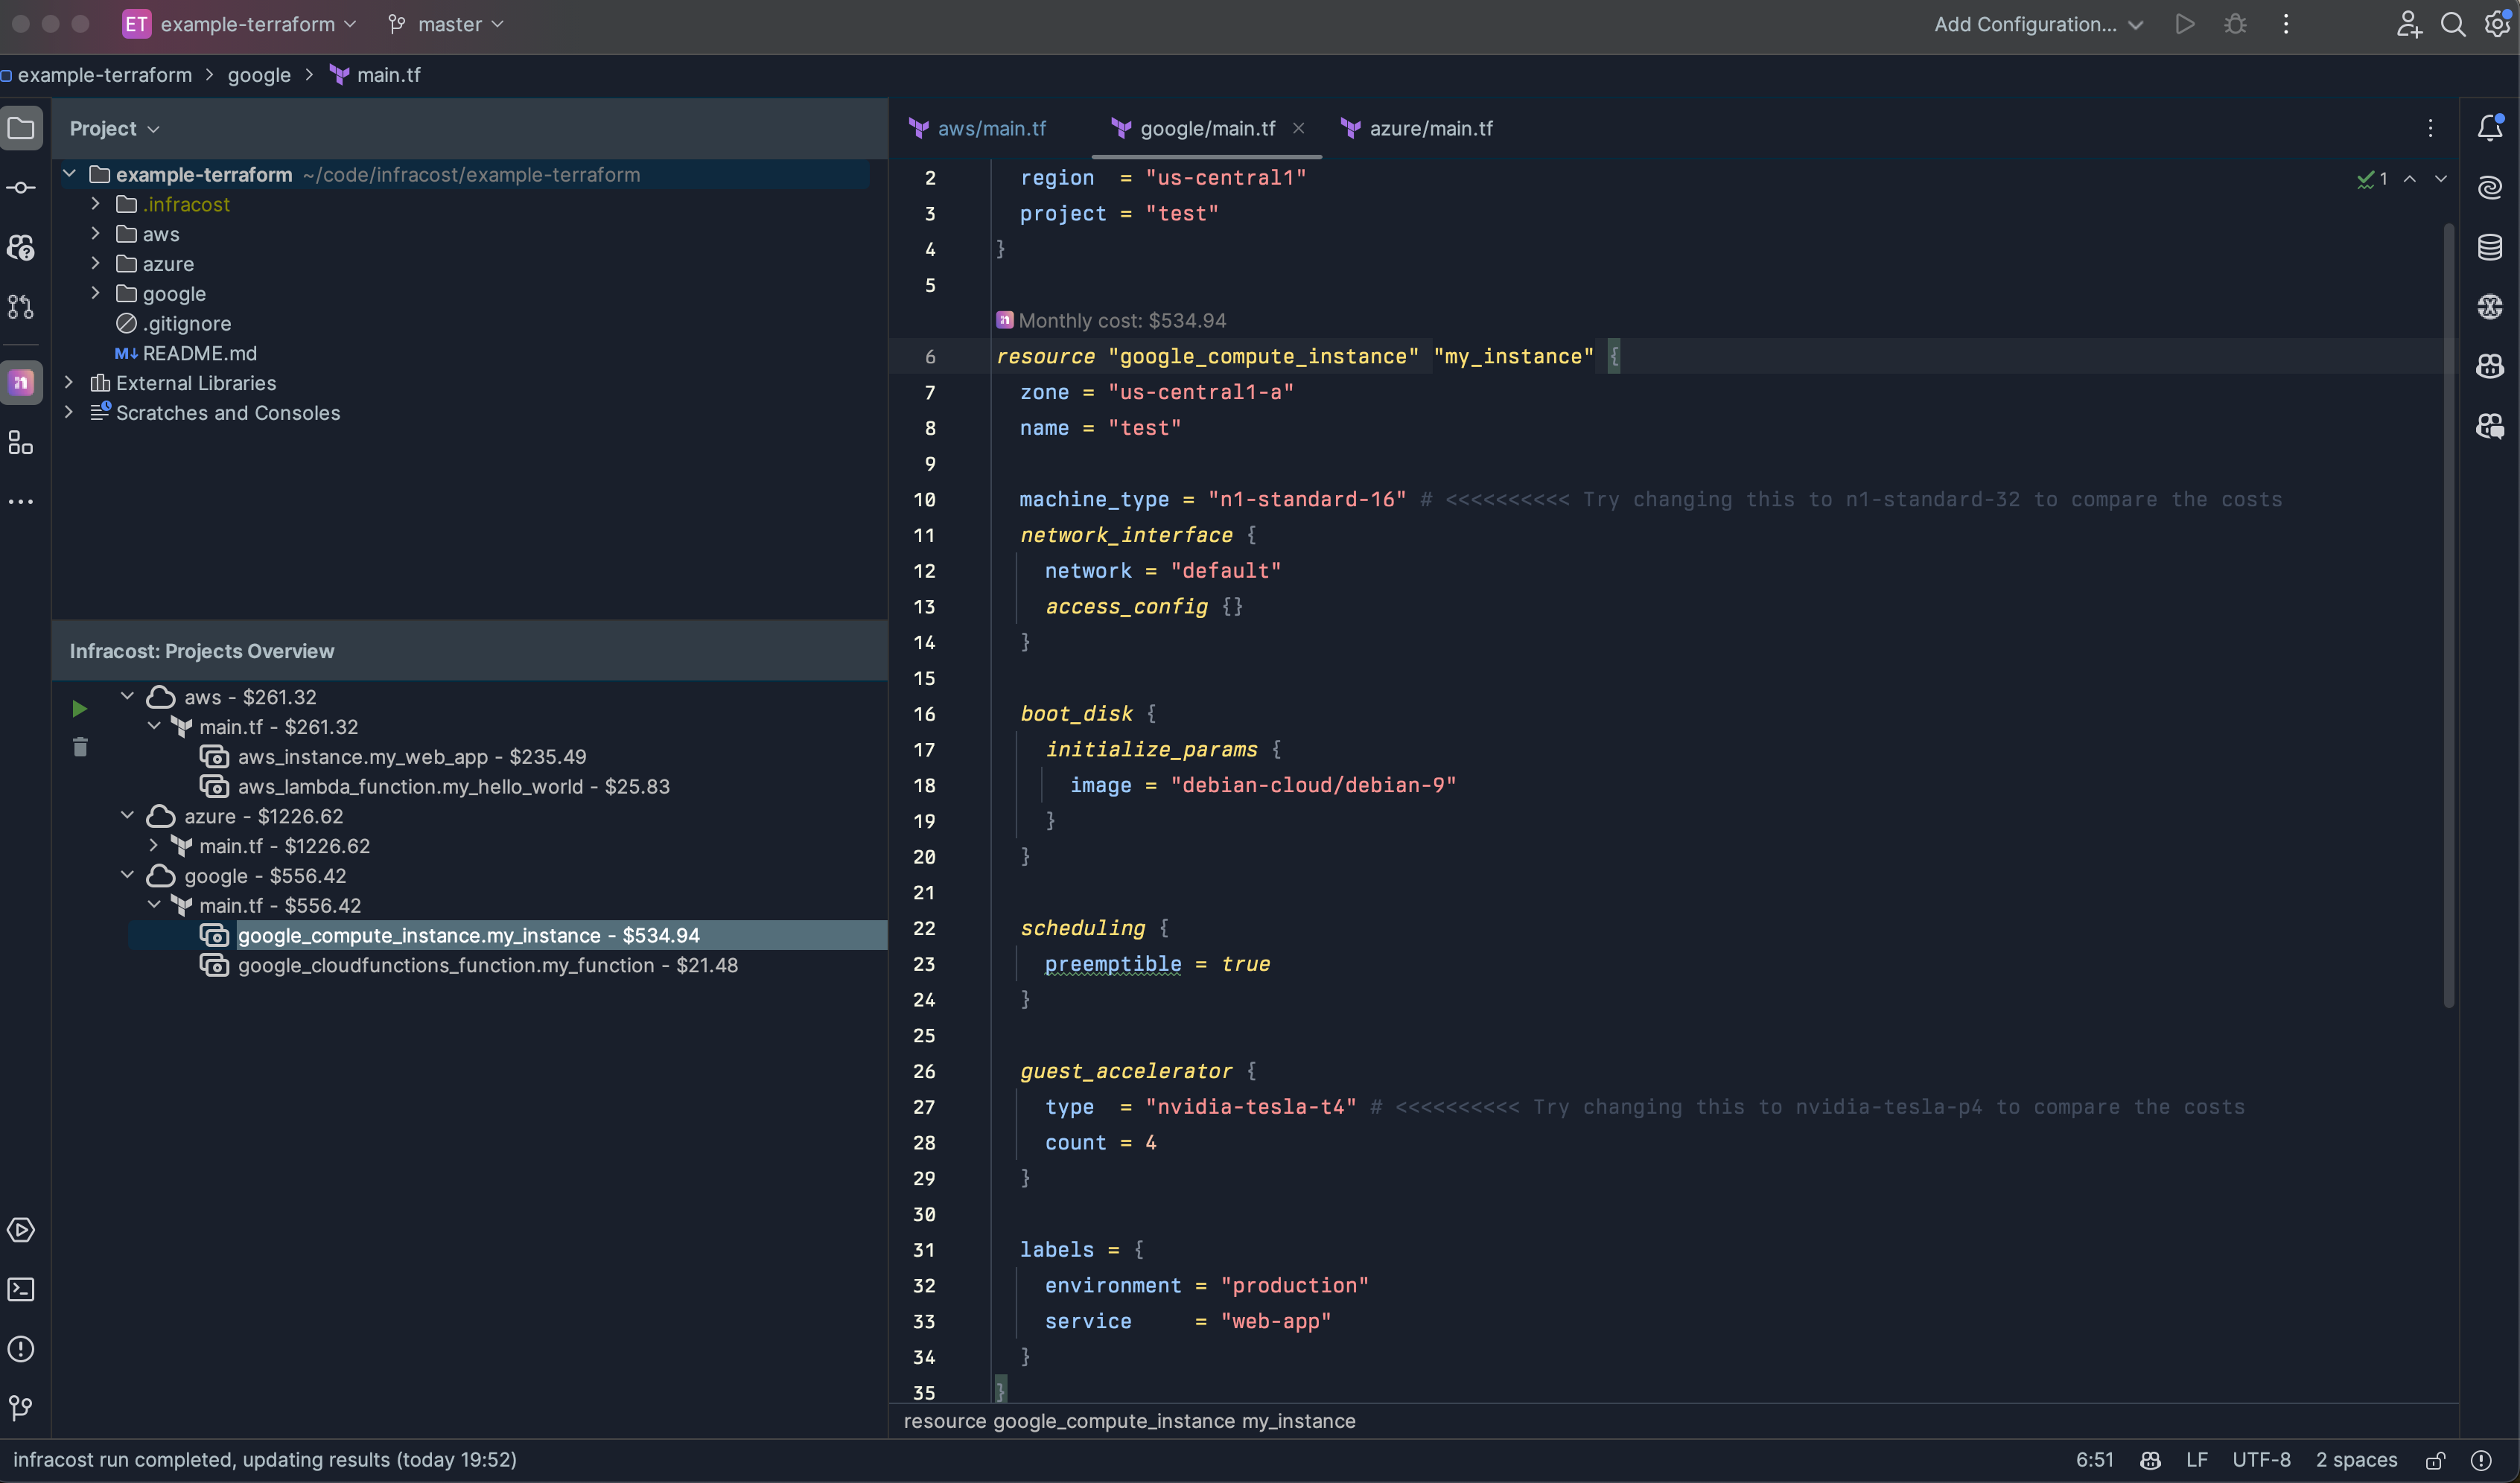 ET example-terraform master Add Configuration...
example-terraform > google > main.tf
Project
example-terraform ~/code/infracost/example-terraform
.infracost
aws
azure
google
.gitignore
M↓ README.md
External Libraries
Scratches and Consoles
Infracost: Projects Overview
aws - $261.32
main.tf - $261.32
aws_instance.my_web_app - $235.49
aws_lambda_function.my_hello_world - $25.83
azure - $1226.62
main.tf - $1226.62
google - $556.42
main.tf - $556.42
google_compute_instance.my_instance - $534.94
google_cloudfunctions_function.my_function - $21.48
aws/main.tf google/main.tf azure/main.tf
1
2 region  = "us-central1"
3 project = "test"
4 }
5
Monthly cost: $534.94
6 resource "google_compute_instance" "my_instance" {
7 zone = "us-central1-a"
8 name = "test"
9
10 machine_type = "n1-standard-16" # <<<<<<<<<< Try changing this to n1-standard-32 to compare the costs
11 network_interface {
12 network = "default"
13 access_config {}
14 }
15
16 boot_disk {
17 initialize_params {
18 image = "debian-cloud/debian-9"
19 }
20 }
21
22 scheduling {
23 preemptible = true
24 }
25
26 guest_accelerator {
27 type  = "nvidia-tesla-t4" # <<<<<<<<<< Try changing this to nvidia-tesla-p4 to compare the costs
28 count = 4
29 }
30
31 labels = {
32 environment = "production"
33 service     = "web-app"
34 }
35 }
resource google_compute_instance my_instance
infracost run completed, updating results (today 19:52) 6:51 LF UTF-8 2 spaces